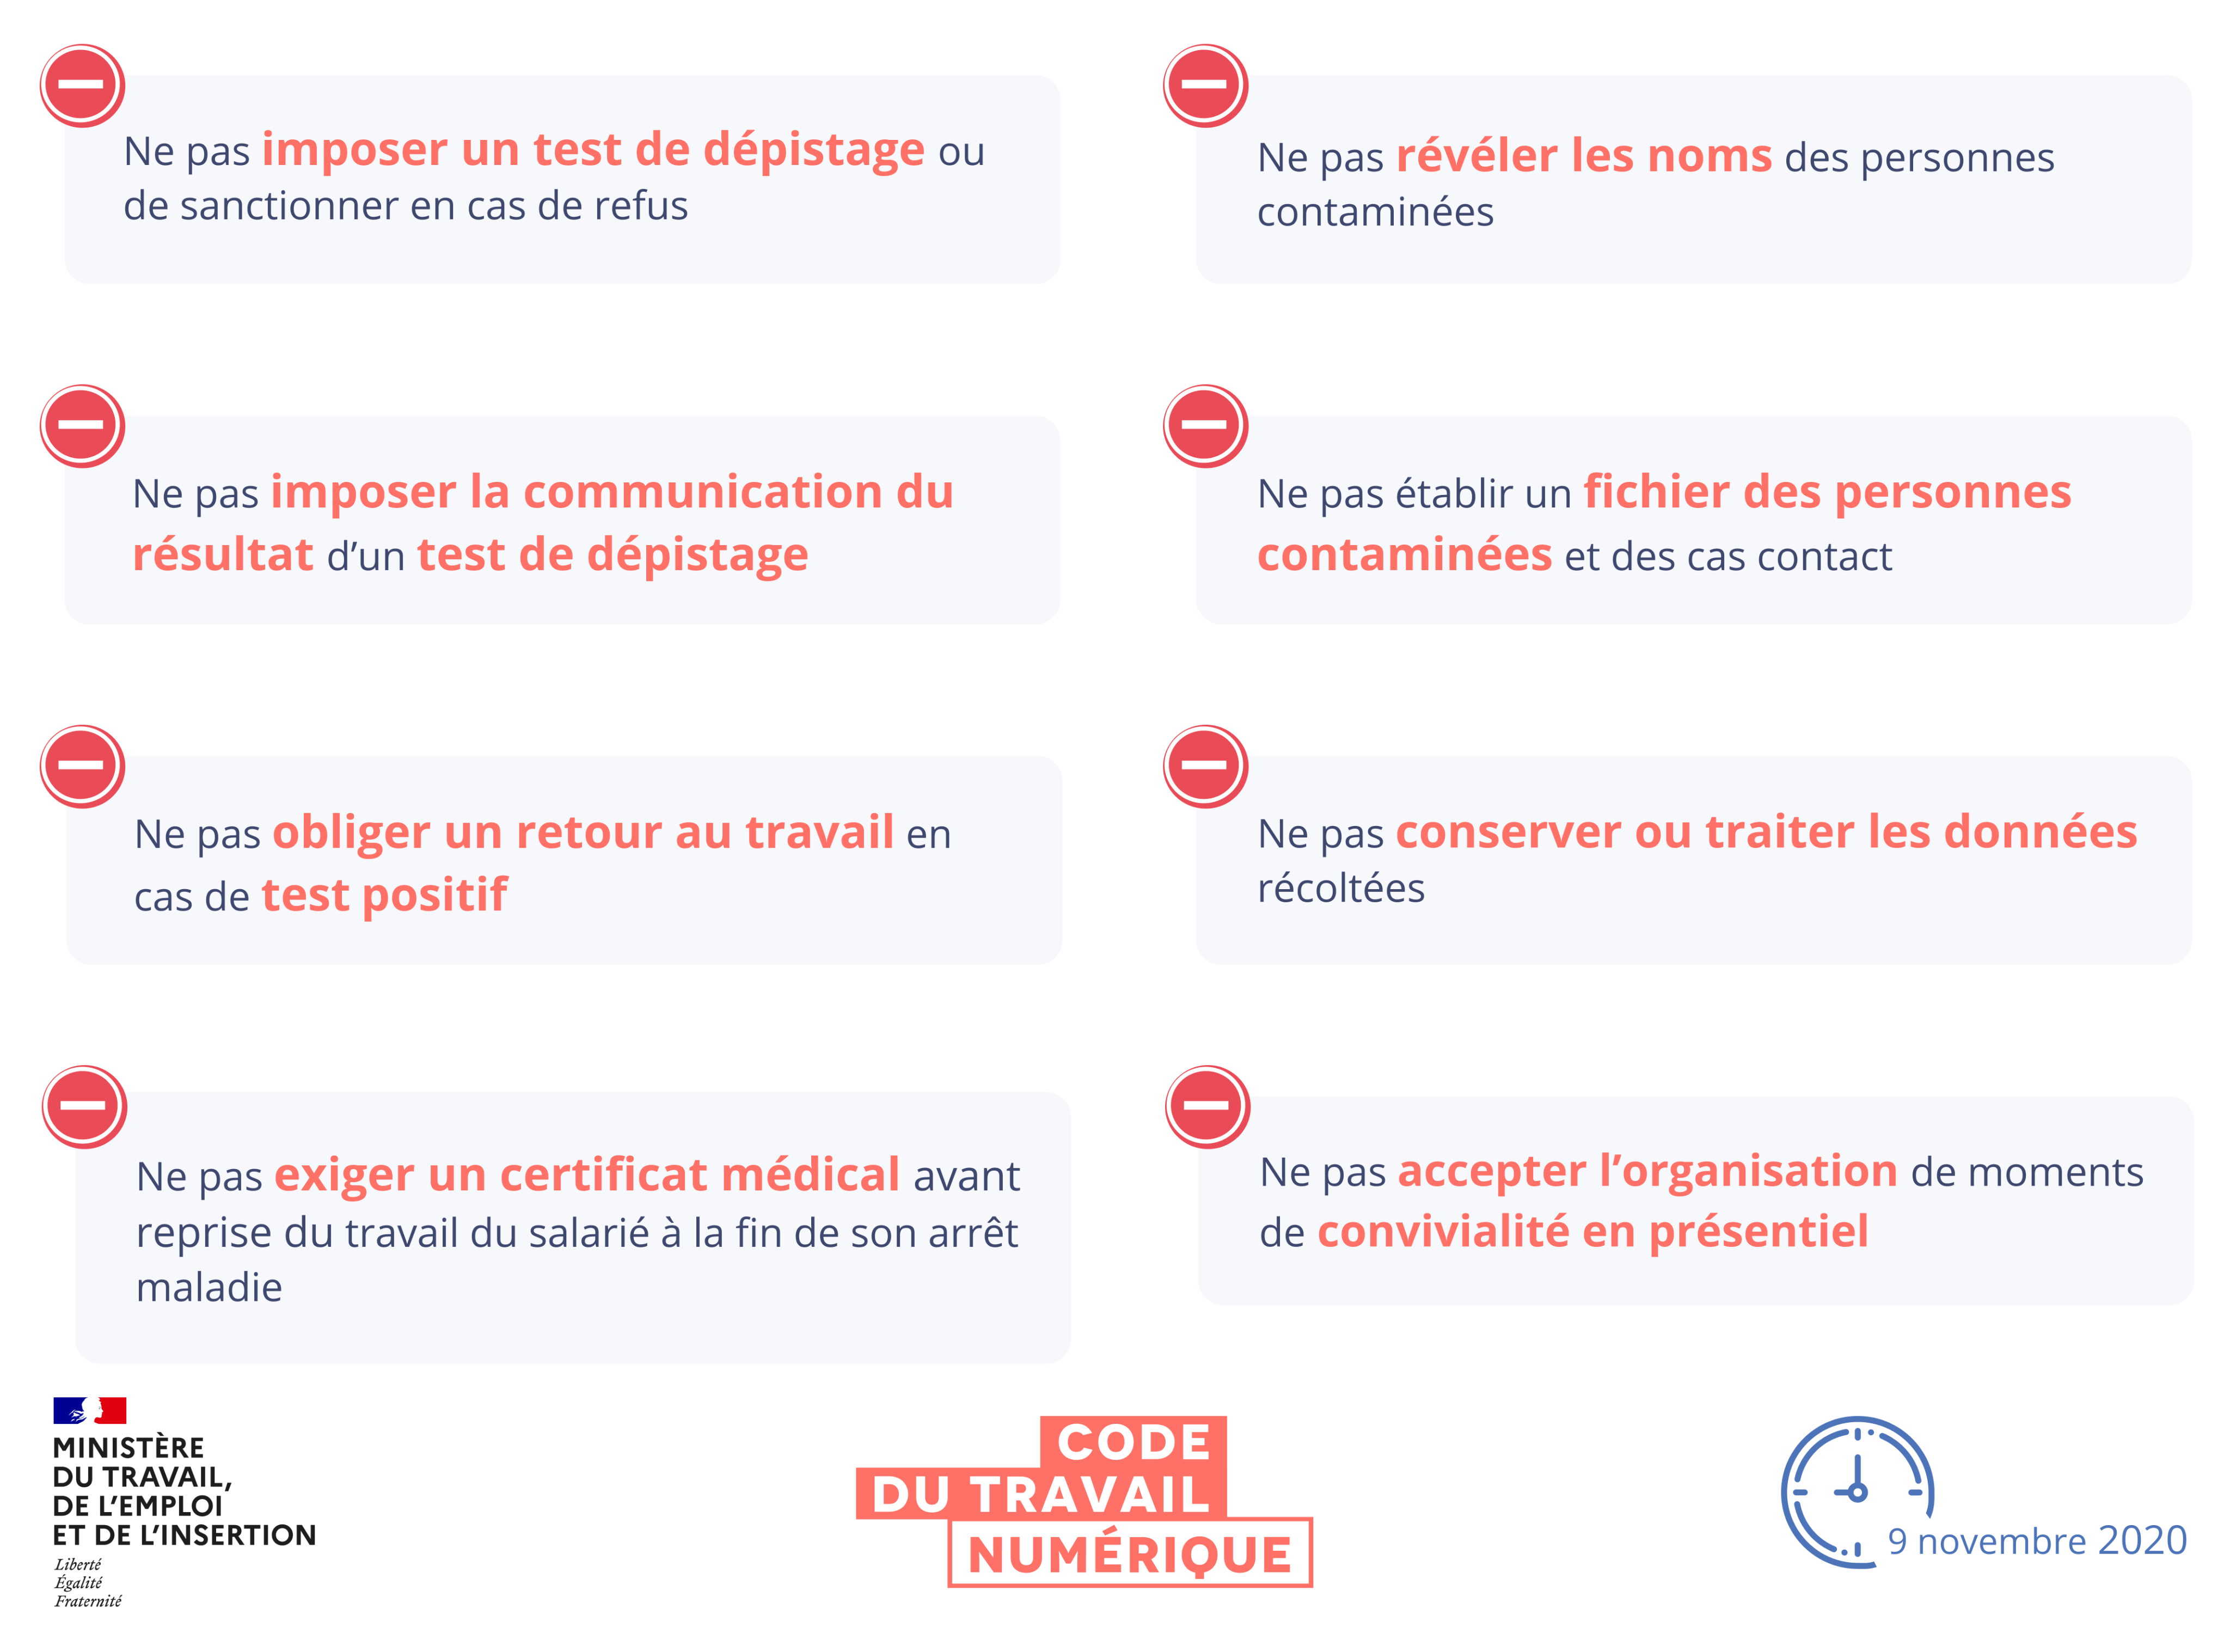 Ne pas imposer un test de dépistage ou
de sanctionner en cas de refus
Ne pas révéler les noms des personnes
contaminées
Ne pas imposer la communication du
résultat d’un test de dépistage
Ne pas établir un fichier des personnes
contaminées et des cas contact
Ne pas obliger un retour au travail en
cas de test positif
Ne pas conserver ou traiter les données
récoltées
Ne pas exiger un certificat médical avant
reprise du travail du salarié à la fin de son arrêt
maladie
Ne pas accepter l’organisation de moments
de convivialité en présentiel
MINISTÈRE
DU TRAVAIL,
DE L’EMPLOI
ET DE L’INSERTION
Liberté
Égalité
Fraternité
CODE
DU TRAVAIL
NUMÉRIQUE
9 novembre 2020